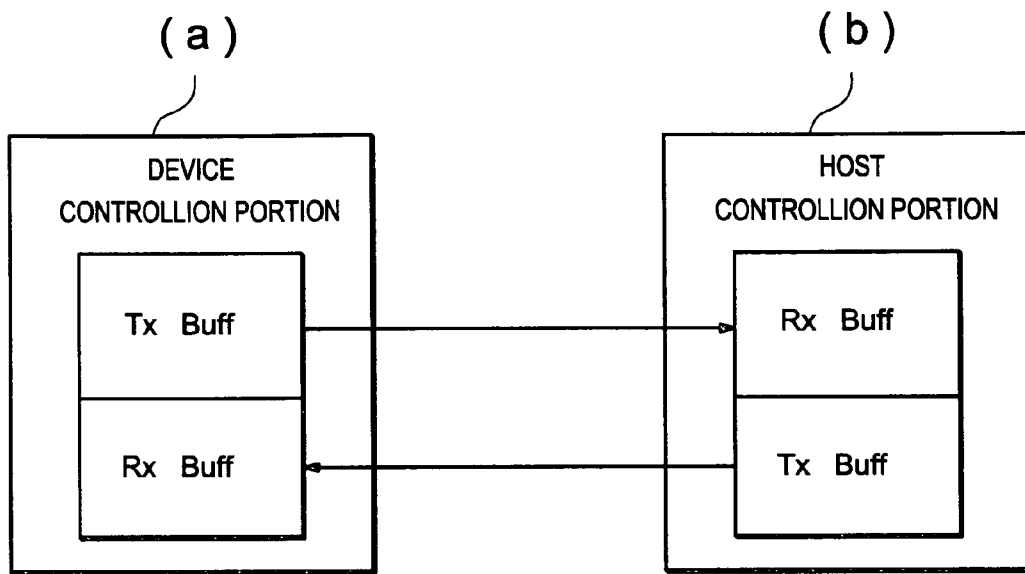 ( a )
( b )
DEVICE
CONTROLLION PORTION
Tx Buff
Rx Buff
HOST
CONTROLLION PORTION
Rx Buff
Tx Buff